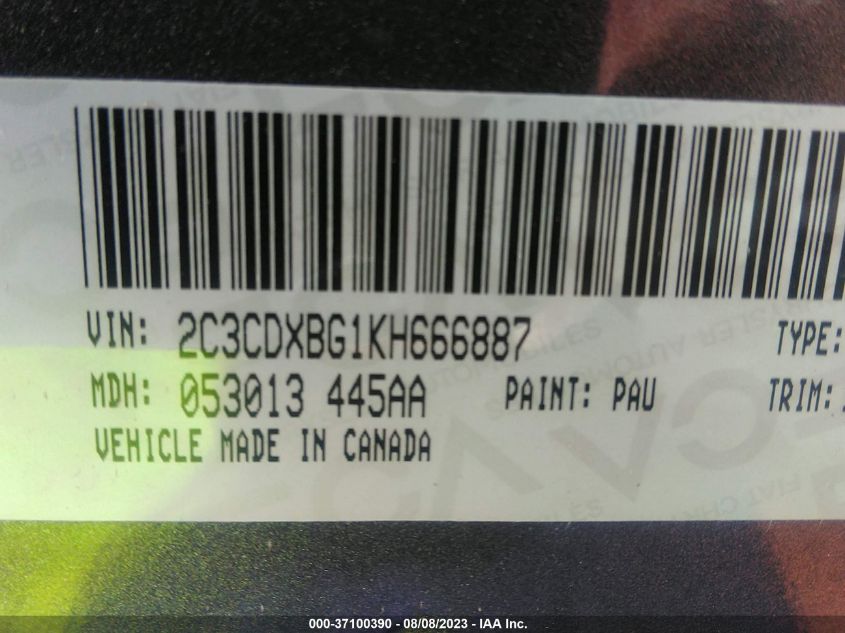 VIN: 2C3CDXBG1KH666887 TYPE:
MDH: 053013 445AA PAINT: PAU TRIM:
VEHICLE MADE IN CANADA
000-37100390 - 08/08/2023 - IAA Inc.